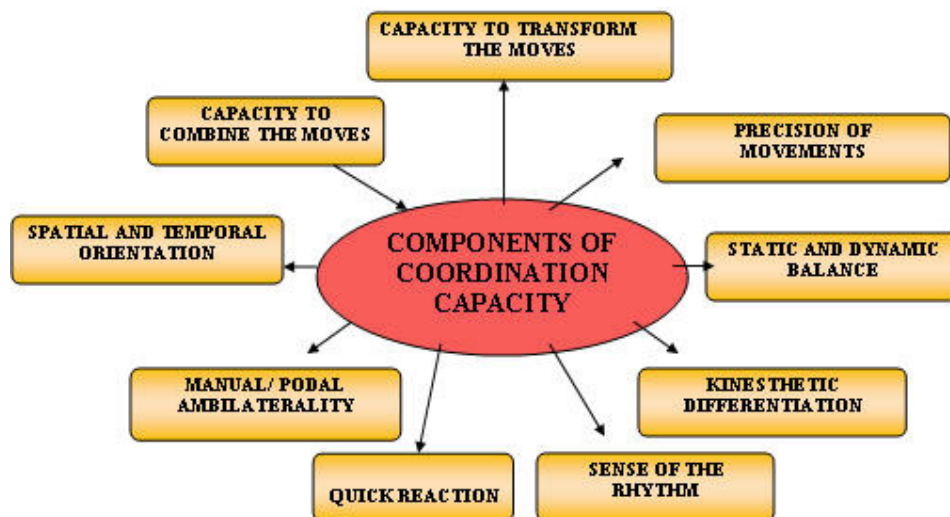 CAPACITY TO TRANSFORM
THE MOVES
CAPACITY TO
COMBINE THE MOVES
PRECISION OF
MOVEMENTS
SPATIAL AND TEMPORAL
ORIENTATION
COMPONENTS OF
COORDINATION
CAPACITY
STATIC AND DYNAMIC
BALANCE
MANUAL/ PODAL
AMBILATERALITY
KINESTHETIC
DIFFERENTIATION
QUICK REACTION
SENSE OF THE
RHYTHM